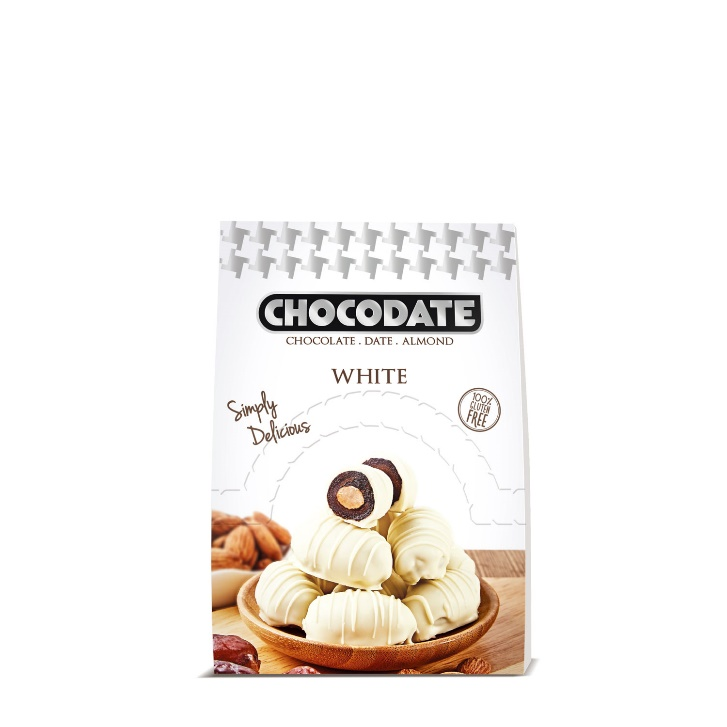 CHOCODATE
CHOCOLATE . DATE . ALMOND
WHITE
Simply
Delicious
100%
GLUTEN
FREE